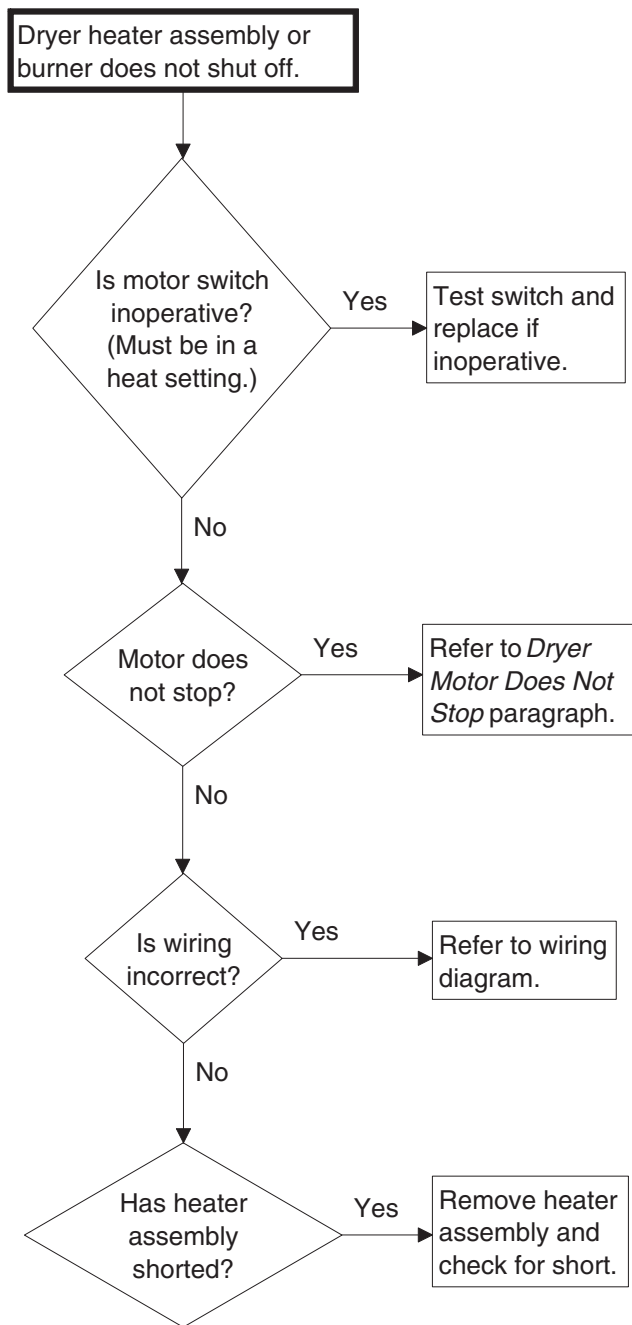 Dryer heater assembly or
burner does not shut off.
Is motor switch
inoperative?
(Must be in a
heat setting.)
Yes
Test switch and
replace if
inoperative.
No
Motor does
not stop?
Yes
Refer to Dryer
Motor Does Not
Stop paragraph.
No
Is wiring
incorrect?
Yes
Refer to wiring
diagram.
No
Has heater
assembly
shorted?
Yes
Remove heater
assembly and
check for short.